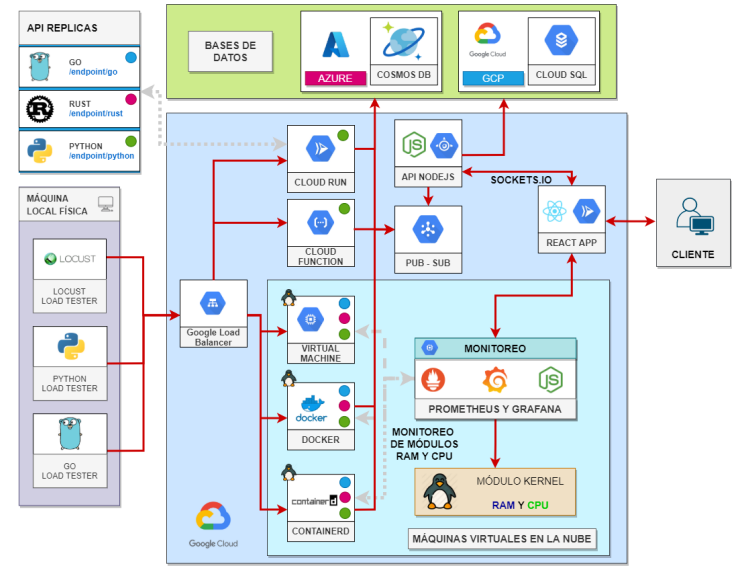 API REPLICAS
GO
/endpoint/go
RUST
/endpoint/rust
PYTHON
/endpoint/python
BASES DE
DATOS
AZURE
COSMOS DB
Google Cloud
GCP
CLOUD SQL
MÁQUINA
LOCAL FÍSICA
LOCUST
LOCUST
LOAD TESTER
PYTHON
LOAD TESTER
GO
LOAD TESTER
CLOUD RUN
CLOUD
FUNCTION
JS
API NODEJS
PUB - SUB
SOCKETS.IO
REACT APP
CLIENTE
Google Load
Balancer
VIRTUAL
MACHINE
docker
DOCKER
containerd
CONTAINERD
MONITOREO
JS
PROMETHEUS Y GRAFANA
MONITOREO
DE MÓDULOS
RAM Y CPU
MÓDULO KERNEL
RAM Y CPU
MÁQUINAS VIRTUALES EN LA NUBE
Google Cloud